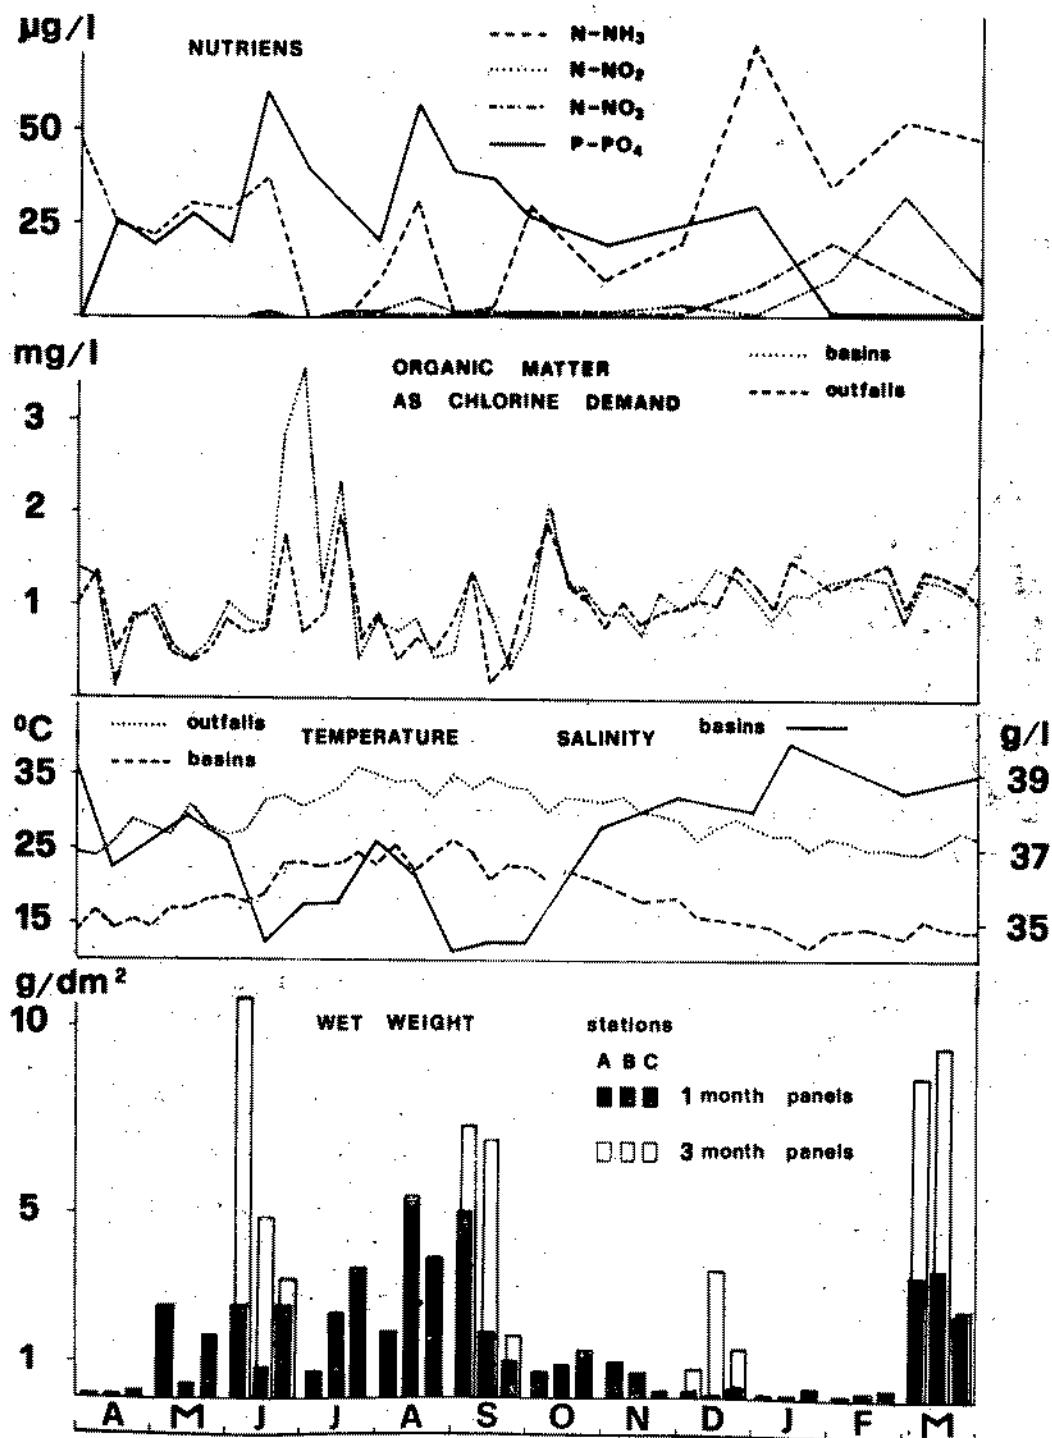 µg/l
NUTRIENS
N-NH₃
N-NO₂
N-NO₃
P-PO₄
50
25
mg/l
ORGANIC MATTER
AS CHLORINE DEMAND
basins
outfalls
3
2
1
ºC
outfalls
basins
TEMPERATURE SALINITY
basins
g/l
35
25
15
39
37
35
g/dm²
WET WEIGHT
stations
A B C
1 month panels
3 month panels
10
5
1
A M J J A S O N D J F M